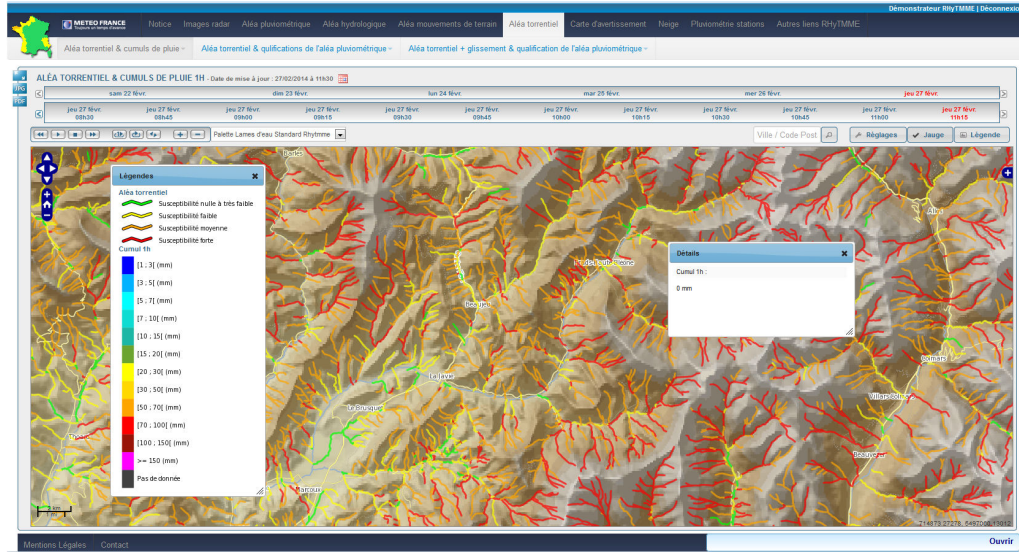 Démonstrateur RHyTMME | Déconnexion
METEO FRANCE
Toujours un temps d'avance
Notice Images radar Aléa pluviométrique Aléa hydrologique Aléa mouvements de terrain Aléa torrentiel Carte d'avertissement Neige Pluviométrie stations Autres liens RHyTMME
Aléa torrentiel & cumuls de pluie Aléa torrentiel & qulifications de l'aléa pluviométrique Aléa torrentiel + glissement & qualification de l'aléa pluviométrique
ALÉA TORRENTIEL & CUMULS DE PLUIE 1H - Date de mise à jour : 27/02/2014 à 11h30
JPG
PDF
sam 22 févr. dim 23 févr. lun 24 févr. mar 25 févr. mer 26 févr. jeu 27 févr.
jeu 27 févr. jeu 27 févr. jeu 27 févr. jeu 27 févr. jeu 27 févr. jeu 27 févr. jeu 27 févr. jeu 27 févr. jeu 27 févr. jeu 27 févr. jeu 27 févr. jeu 27 févr.
08h30 08h45 09h00 09h15 09h30 09h45 10h00 10h15 10h30 10h45 11h00 11h15
Palette Lames d'eau Standard Rhytmme
Ville / Code Post
Réglages
Jauge
Légende
Légendes
Aléa torrentiel
Susceptibilité nulle à très faible
Susceptibilité faible
Susceptibilité moyenne
Susceptibilité forte
Cumul 1h
[1 ; 3[ (mm)
[3 ; 5[ (mm)
[5 ; 7[ (mm)
[7 ; 10[ (mm)
[10 ; 15[ (mm)
[15 ; 20[ (mm)
[20 ; 30[ (mm)
[30 ; 50[ (mm)
[50 ; 70[ (mm)
[70 ; 100[ (mm)
[100 ; 150[ (mm)
>= 150 (mm)
Pas de donnée
Détails
Cumul 1h :
0 mm
Allos
Prads-Haute-Bléone
Beaujeu
Colmars
La Javie
Villars-Colmars
Le Brusquet
Thoard
Beauvezer
Marcoux
2 km
1 mi
Mentions Légales Contact
Ouvrir